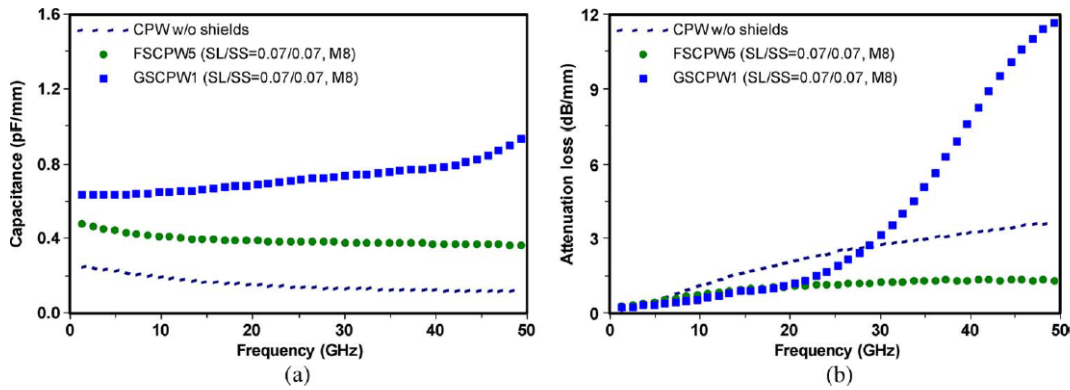 1.6
1.2
0.8
0.4
0.0
Capacitance (pF/mm)
CPW w/o shields
FSCPW5 (SL/SS=0.07/0.07, M8)
GSCPW1 (SL/SS=0.07/0.07, M8)
0 10 20 30 40 50
Frequency (GHz)
(a)
12
9
6
3
0
Attenuation loss (dB/mm)
CPW w/o shields
FSCPW5 (SL/SS=0.07/0.07, M8)
GSCPW1 (SL/SS=0.07/0.07, M8)
0 10 20 30 40 50
Frequency (GHz)
(b)